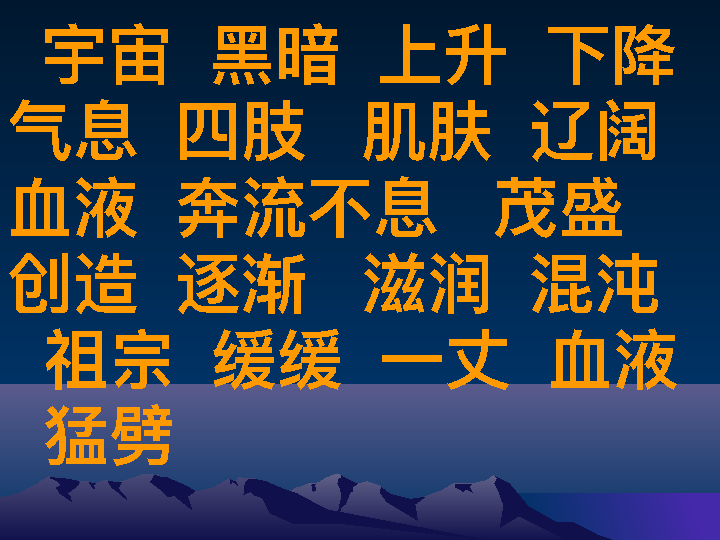 宇宙 黑暗 上升 下降
气息 四肢 肌肤 辽阔
血液 奔流不息 茂盛
创造 逐渐 滋润 混沌
祖宗 缓缓 一丈 血液
猛劈